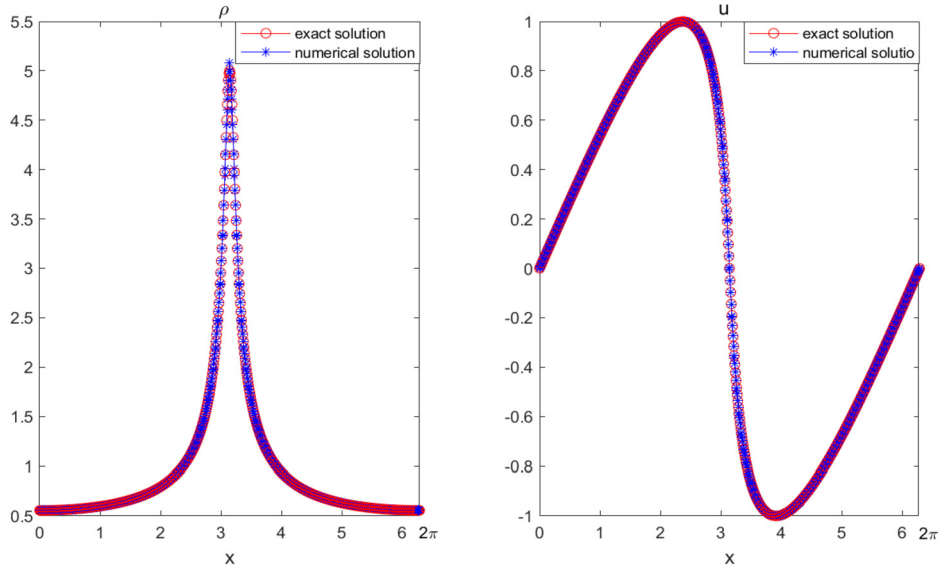 ρ
5.5
5
4.5
4
3.5
3
2.5
2
1.5
1
0.5
0 1 2 3 4 5 6 2π
x
exact solution
numerical solution
u
1
0.8
0.6
0.4
0.2
0
-0.2
-0.4
-0.6
-0.8
-1
0 1 2 3 4 5 6 2π
x
exact solution
numerical solutio